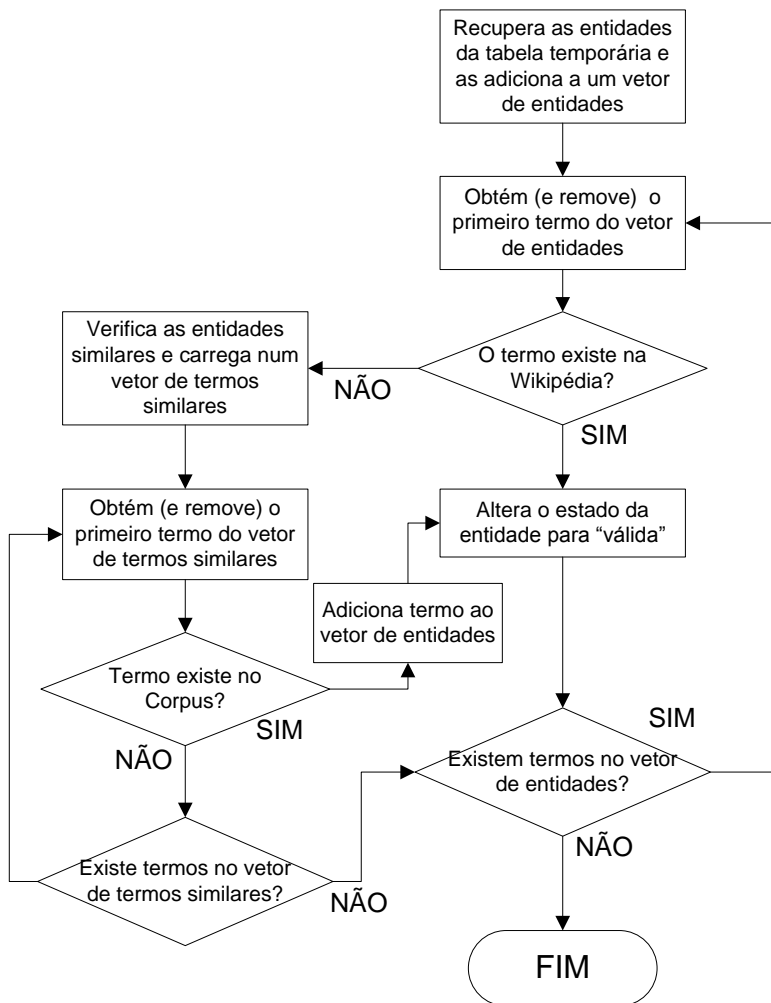 Recupera as entidades
da tabela temporária e
as adiciona a um vetor
de entidades
Obtém (e remove) o
primeiro termo do vetor
de entidades
O termo existe na
Wikipédia?
NÃO
SIM
Verifica as entidades
similares e carrega num
vetor de termos
similares
Obtém (e remove) o
primeiro termo do vetor
de termos similares
Altera o estado da
entidade para “válida”
Adiciona termo ao
vetor de entidades
Termo existe no
Corpus?
SIM
NÃO
Existe termos no vetor
de termos similares?
NÃO
Existem termos no vetor
de entidades?
SIM
NÃO
FIM